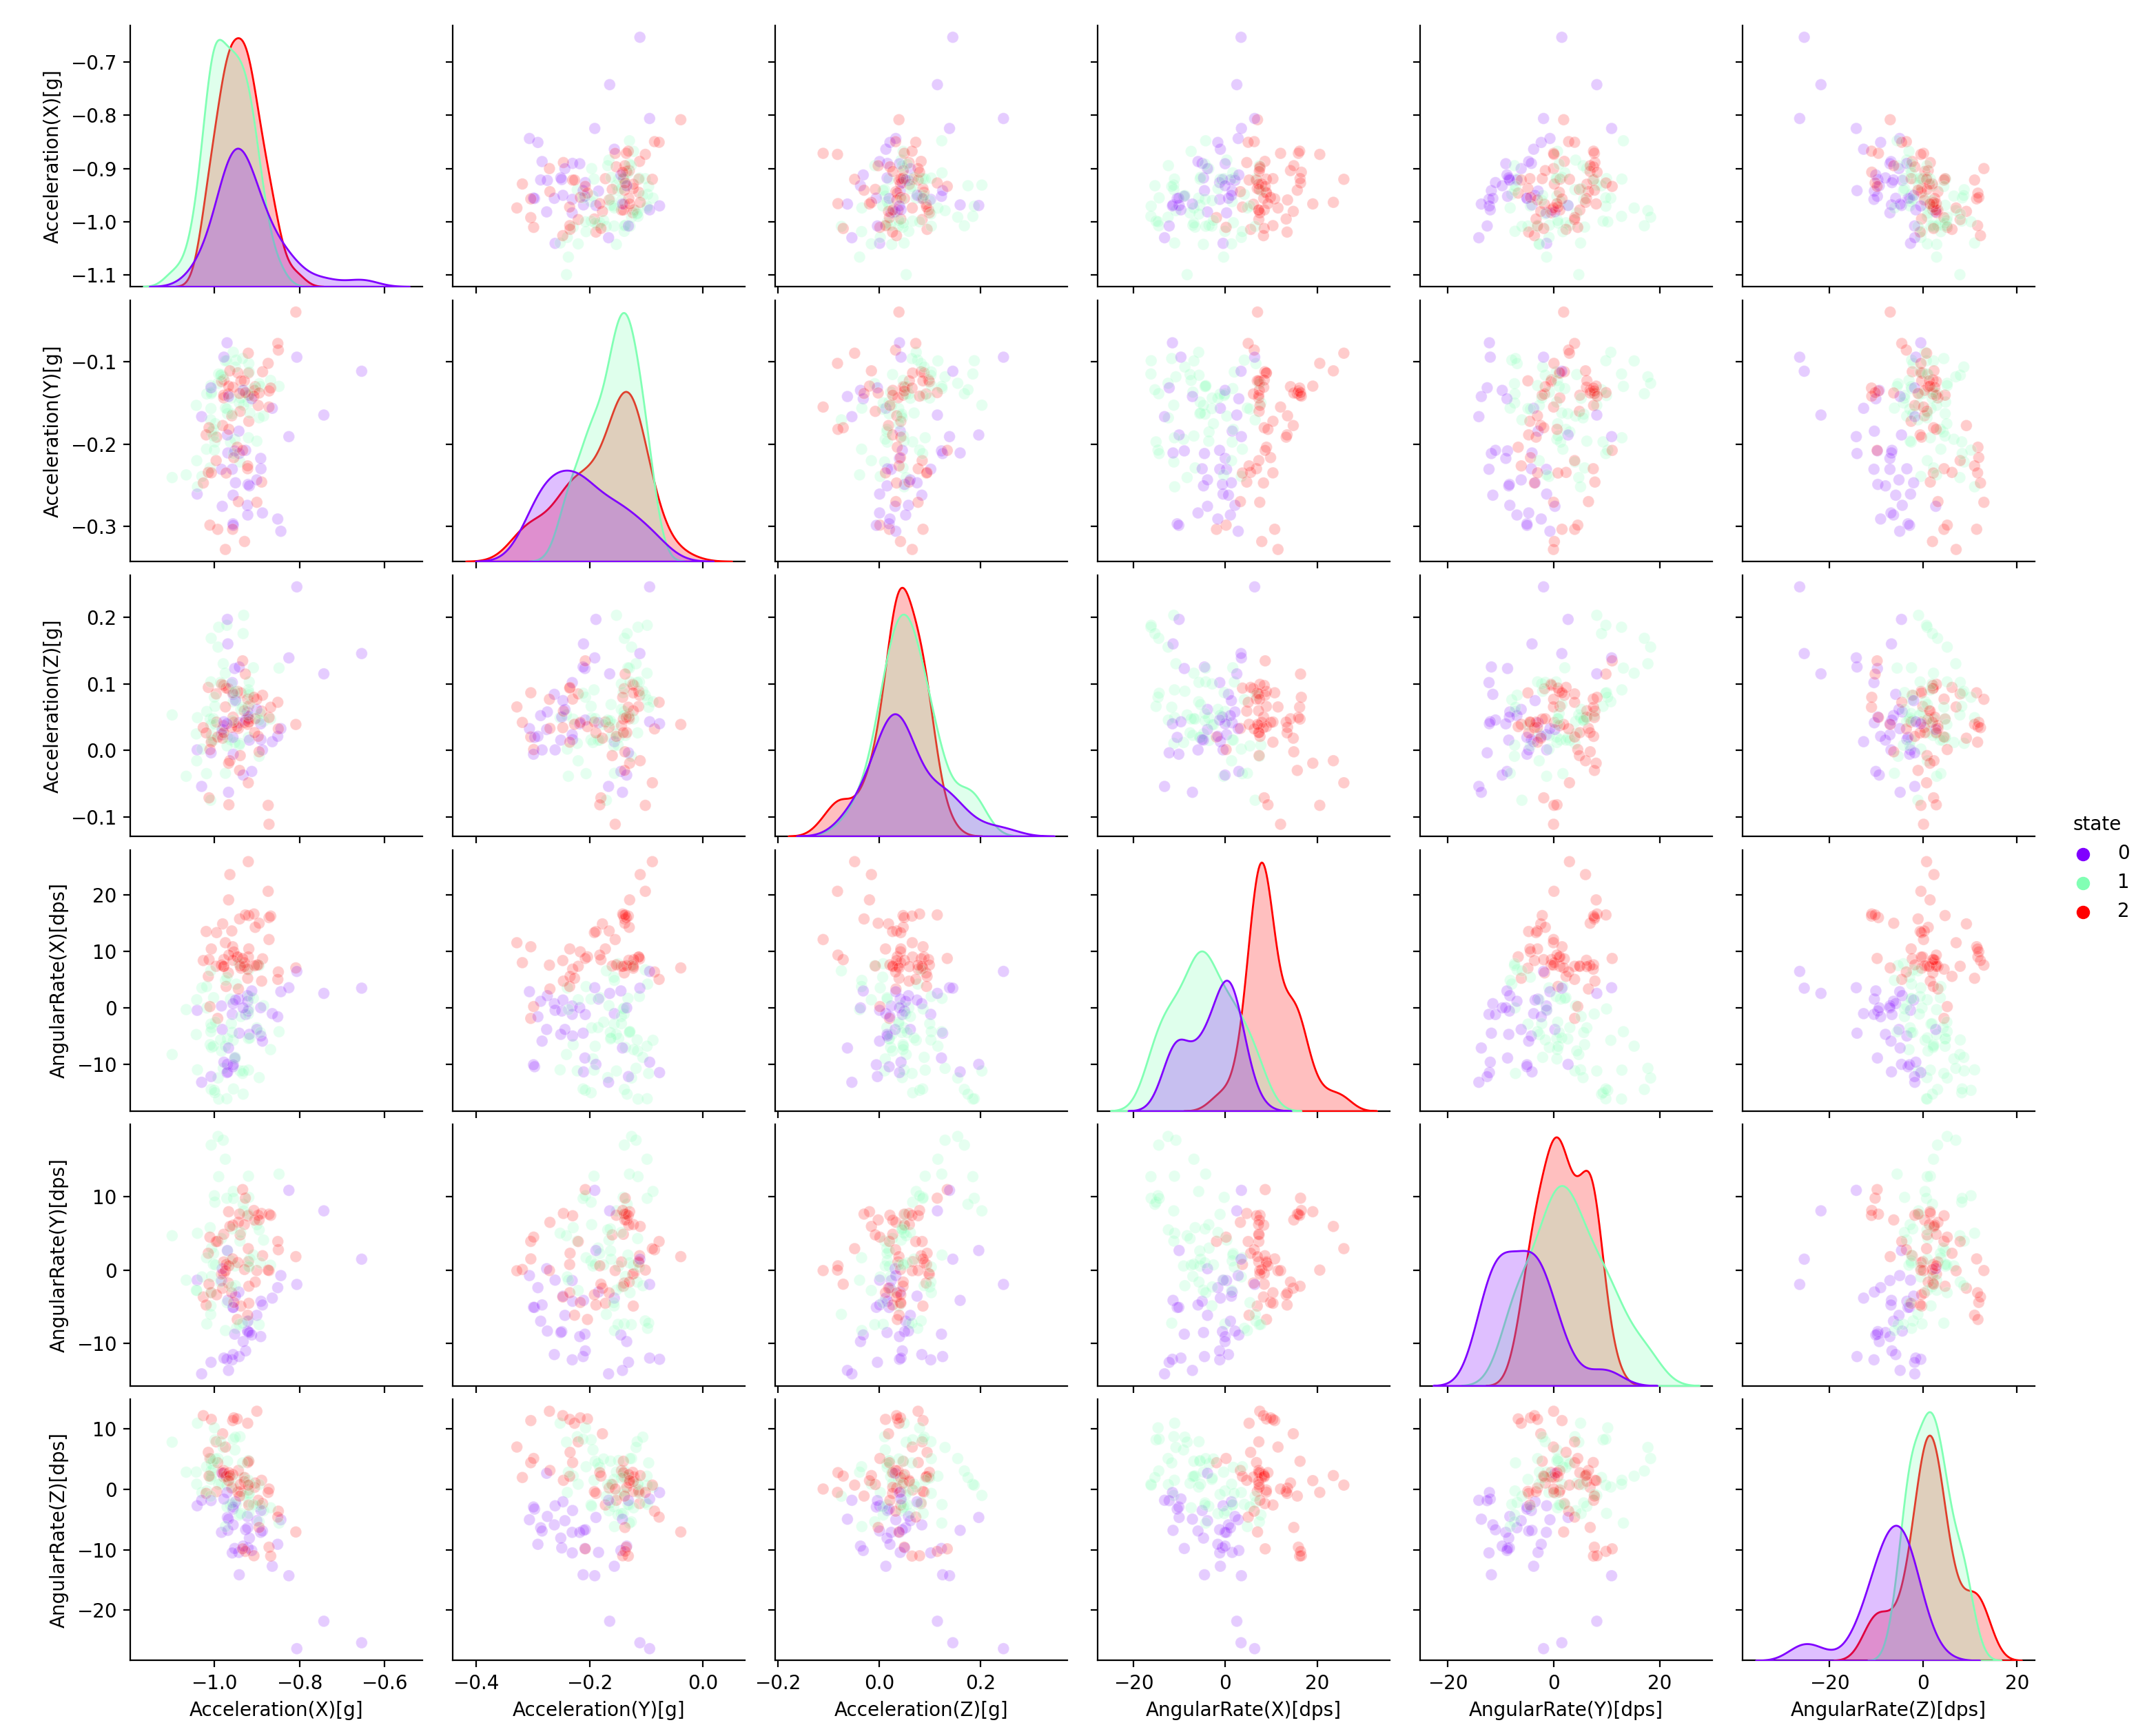 Acceleration(X)[g]
−0.7
−0.8
−0.9
−1.0
−1.1
Acceleration(Y)[g]
−0.1
−0.2
−0.3
Acceleration(Z)[g]
0.2
0.1
0.0
−0.1
state
0
1
2
AngularRate(X)[dps]
20
10
0
−10
AngularRate(Y)[dps]
10
0
−10
AngularRate(Z)[dps]
10
0
−10
−20
−1.0 −0.8 −0.6 −0.4 −0.2 0.0 −0.2 0.0 0.2 −20 0 20 −20 0 20 −20 0 20
Acceleration(X)[g] Acceleration(Y)[g] Acceleration(Z)[g] AngularRate(X)[dps] AngularRate(Y)[dps] AngularRate(Z)[dps]